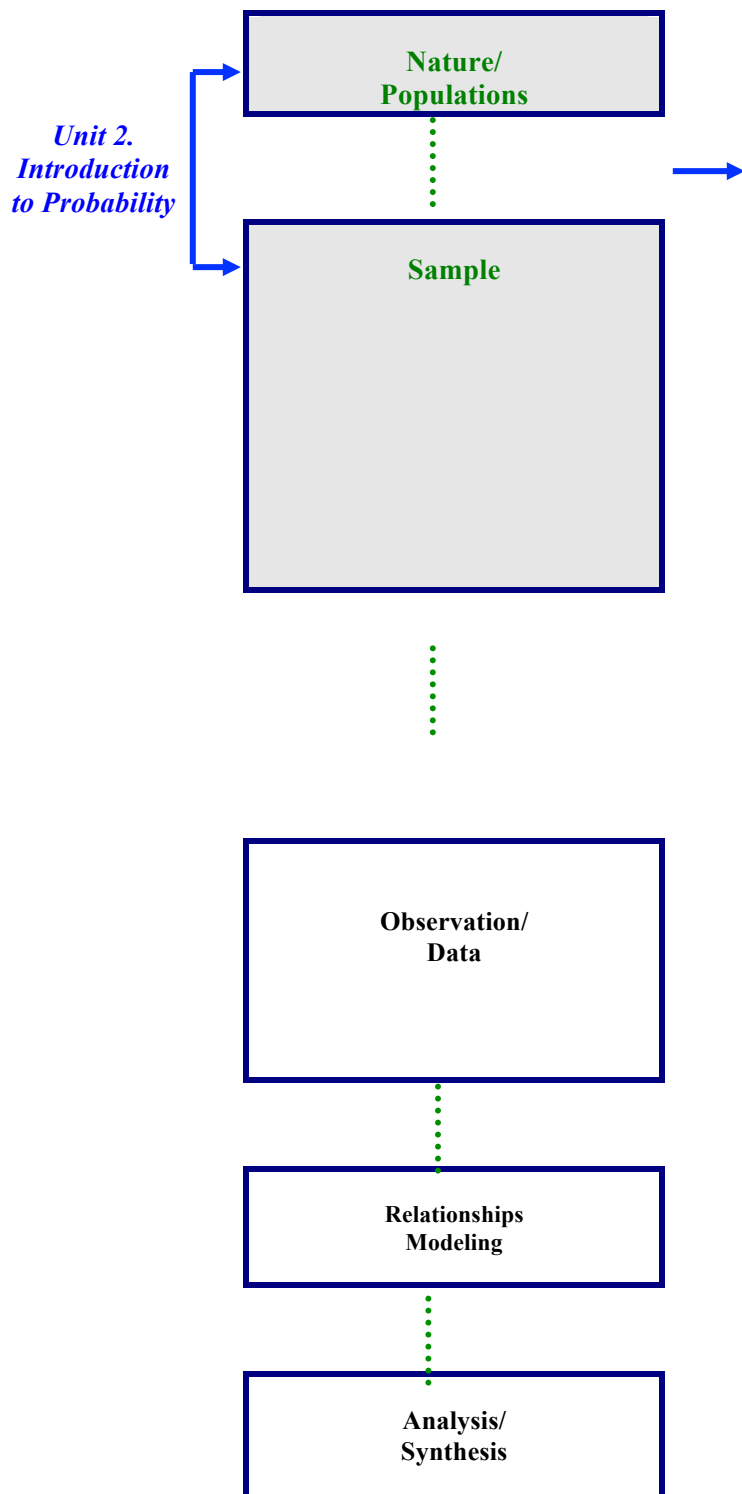 Nature/
Populations
Unit 2.
Introduction
to Probability
Sample
Observation/
Data
Relationships
Modeling
Analysis/
Synthesis